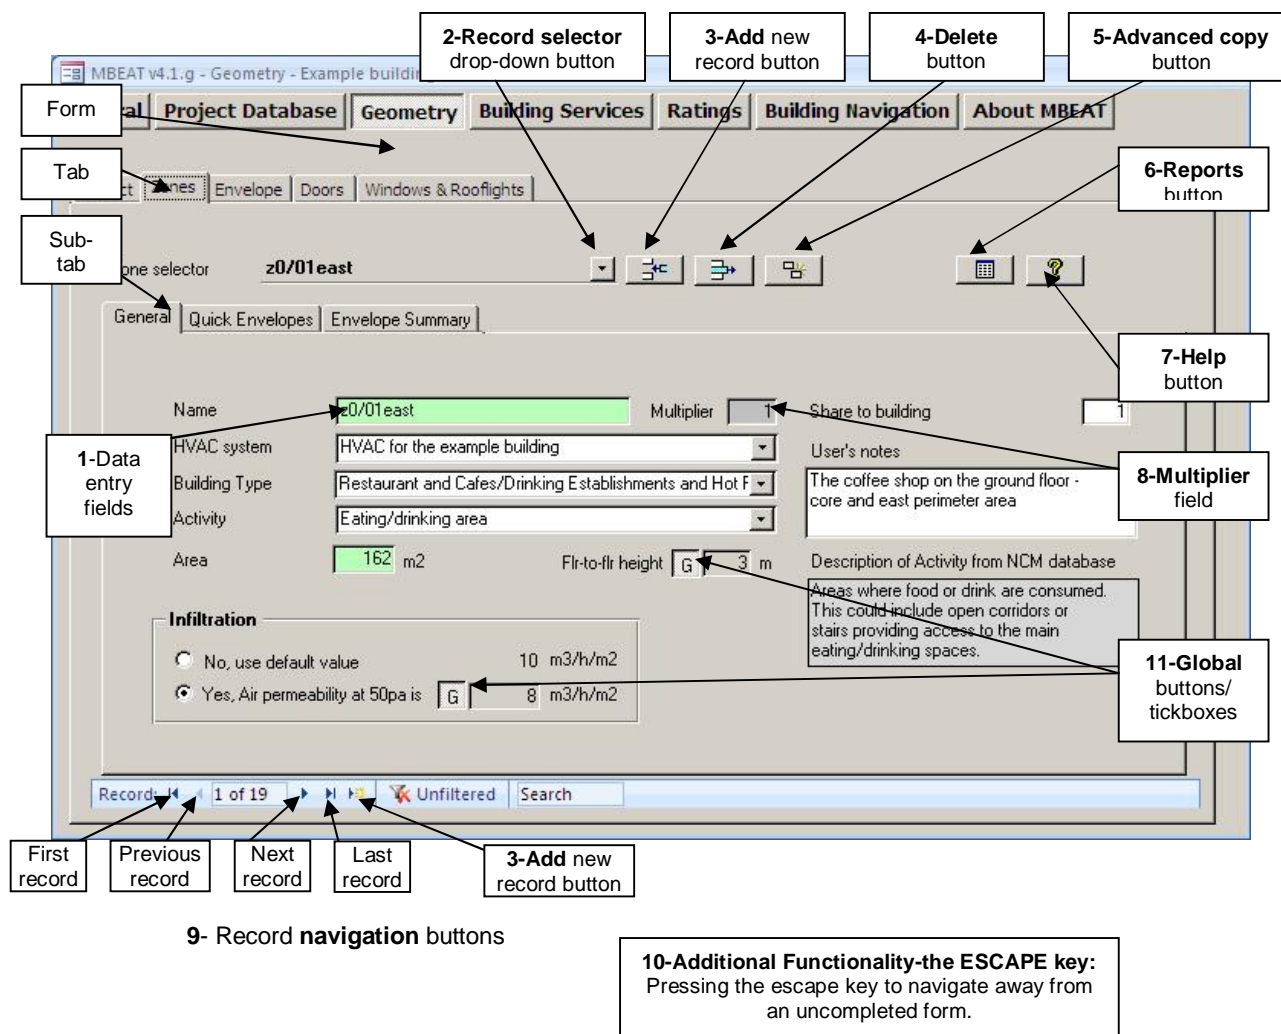 2-Record selector
drop-down button
3-Add new
record button
4-Delete
button
5-Advanced copy
button
MBEAT v4.1.g - Geometry - Example building
Form
al Project Database Geometry Building Services Ratings Building Navigation About MBEAT
Tab
ct Zones Envelope Doors Windows & Rooflights
6-Reports
button
Sub-
tab
one selector z0/01east
General Quick Envelopes Envelope Summary
7-Help
button
Name z0/01east Multiplier 1 Share to building 1
1-Data
entry
fields
HVAC system HVAC for the example building
User's notes
The coffee shop on the ground floor -
core and east perimeter area
8-Multiplier
field
Building Type Restaurant and Cafes/Drinking Establishments and Hot F
Activity Eating/drinking area
Area 162 m2 Flr-to-flr height G 3 m
Description of Activity from NCM database
Areas where food or drink are consumed.
This could include open corridors or
stairs providing access to the main
eating/drinking spaces.
Infiltration
No, use default value 10 m3/h/m2
Yes, Air permeability at 50pa is G 8 m3/h/m2
11-Global
buttons/
tickboxes
Record: 1 of 19 Unfiltered Search
First
record
Previous
record
Next
record
Last
record
3-Add new
record button
9- Record navigation buttons
10-Additional Functionality-the ESCAPE key:
Pressing the escape key to navigate away from
an uncompleted form.